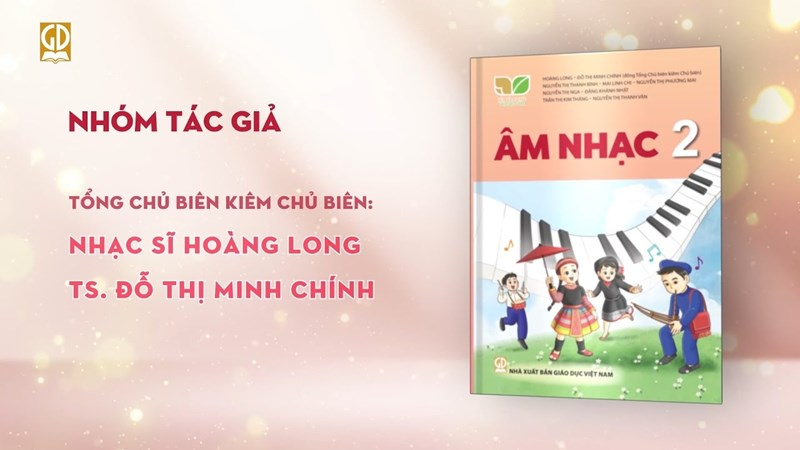 GD
NHÓM TÁC GIẢ
TỔNG CHỦ BIÊN KIÊM CHỦ BIÊN:
NHẠC SĨ HOÀNG LONG
TS. ĐỖ THỊ MINH CHÍNH
HOÀNG LONG - ĐỖ THỊ MINH CHÍNH (đồng Tổng Chủ biên kiêm Chủ biên)
NGUYỄN THỊ THANH BÌNH - MAI LINH CHI - NGUYỄN THỊ PHƯƠNG MAI
NGUYỄN THỊ NGA - ĐẶNG KHÁNH NHẬT
TRẦN THỊ KIM THĂNG - NGUYỄN THỊ THANH VÂN
ÂM NHẠC 2
NHÀ XUẤT BẢN GIÁO DỤC VIỆT NAM